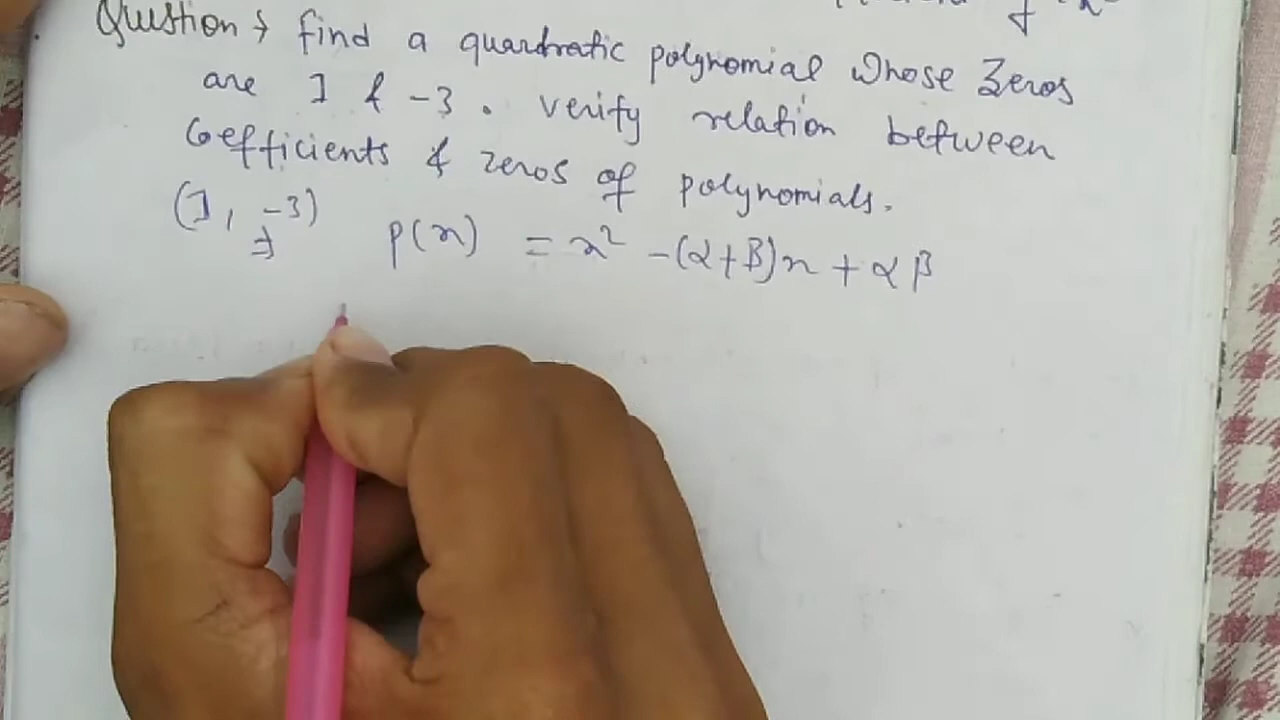 Question → find a quardratic polynomial whose zeros
are 1 & -3 . verify relation between
Coefficients & zeros of polynomials.
(1, -3) p(x) = x² -(α+β)x + αβ